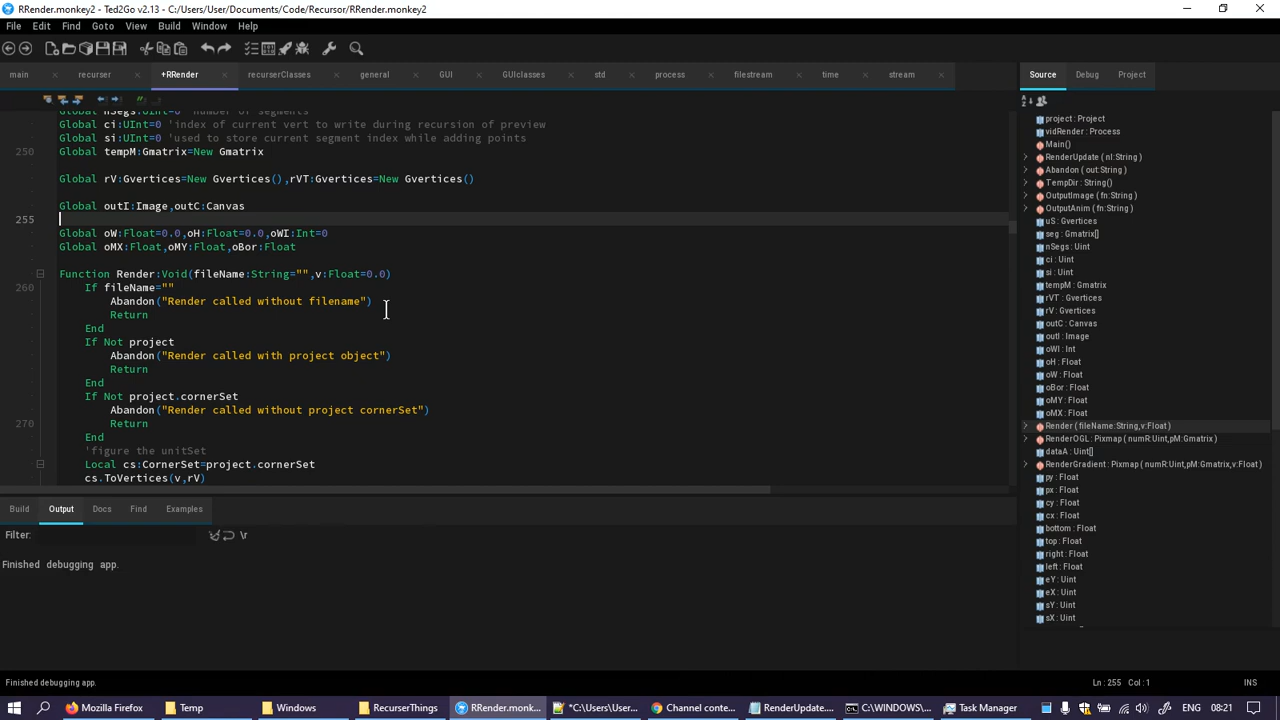 RRender.monkey2 - Ted2Go v2.13 - C:/Users/User/Documents/Code/Recursor/RRender.monkey2
File Edit Find Goto View Build Window Help
main recurser +RRender recurserClasses general GUI GUIclasses std process filestream time stream
Global nSegs:UInt=0 'number of segments
Global ci:UInt=0 'index of current vert to write during recursion of preview
Global si:UInt=0 'used to store current segment index while adding points
250 Global tempM:Gmatrix=New Gmatrix
Global rV:Gvertices=New Gvertices(),rVT:Gvertices=New Gvertices()
Global outI:Image,outC:Canvas
255
Global oW:Float=0.0,oH:Float=0.0,oWI:Int=0
Global oMX:Float,oMY:Float,oBor:Float
Function Render:Void(fileName:String="",v:Float=0.0)
260 If fileName=""
Abandon("Render called without filename")
Return
End
If Not project
Abandon("Render called with project object")
Return
End
If Not project.cornerSet
Abandon("Render called without project cornerSet")
270 Return
End
'figure the unitSet
Local cs:CornerSet=project.cornerSet
cs.ToVertices(v,rV)
Source Debug Project
project : Project
vidRender : Process
Main()
RenderUpdate ( nl:String )
Abandon ( out:String )
TempDir : String()
OutputImage ( fn:String )
OutputAnim ( fn:String )
uS : Gvertices
seg : Gmatrix[]
nSegs : Uint
ci : Uint
si : Uint
tempM : Gmatrix
rVT : Gvertices
rV : Gvertices
outC : Canvas
outI : Image
oWI : Int
oH : Float
oW : Float
oBor : Float
oMY : Float
oMX : Float
Render ( fileName:String,v:Float )
RenderOGL : Pixmap ( numR:Uint,pM:Gmatrix )
dataA : Uint[]
RenderGradient : Pixmap ( numR:Uint,pM:Gmatrix,v:Float )
py : Float
px : Float
cy : Float
cx : Float
bottom : Float
top : Float
right : Float
left : Float
eY : Uint
eX : Uint
sY : Uint
sX : Uint
Build Output Docs Find Examples
Filter: \r
Finished debugging app.
Finished debugging app. Ln : 255 Col : 1 INS
Mozilla Firefox Temp Windows RecurserThings RRender.monk... *C:\Users\User... Channel conte... RenderUpdate.... C:\WINDOWS\... Task Manager ENG 08:21